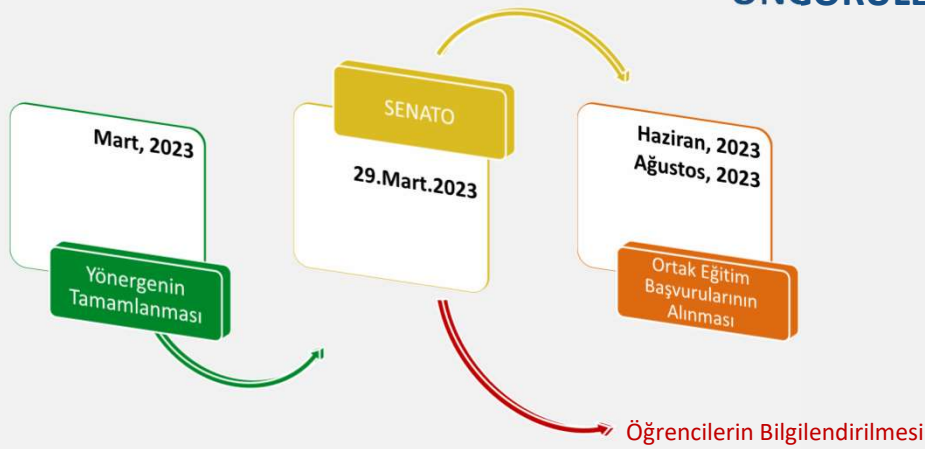 Mart, 2023
Yönergenin
Tamamlanması
SENATO
29.Mart.2023
Haziran, 2023
Ağustos, 2023
Ortak Eğitim
Başvurularının
Alınması
Öğrencilerin Bilgilendirilmesi